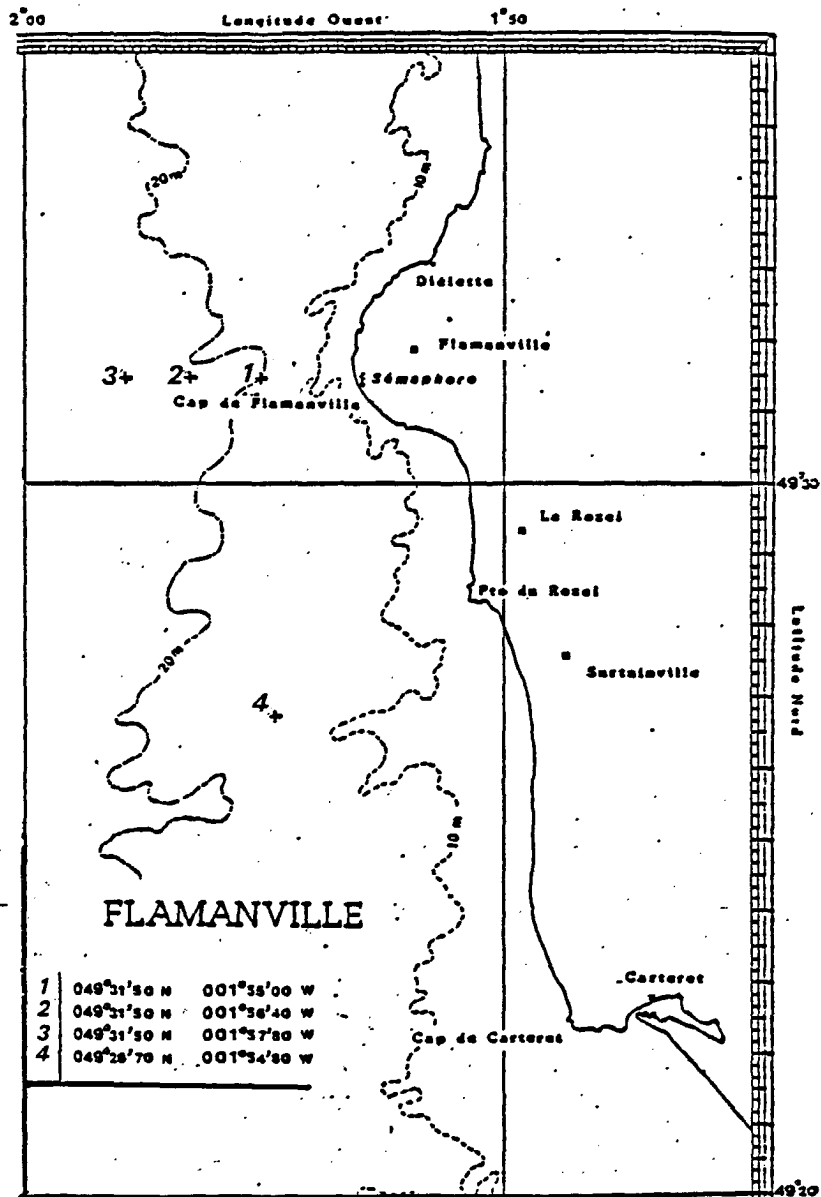 2°00 Longitude Ouest 1°50
20m
10m
Dielette
Flamanville
3+ 2+ 1+
Sémaphore
Cap de Flamanville
49°30
Le Rozel
Pte du Rozel
Surtainville
20m
4+
Latitude Nord
10m
FLAMANVILLE
Carteret
1 049°31'50 N 001°55'00 W
2 049°31'50 N 001°56'40 W
3 049°31'50 N 001°57'80 W
4 049°26'70 N 001°54'80 W
Cap de Carteret
49°20